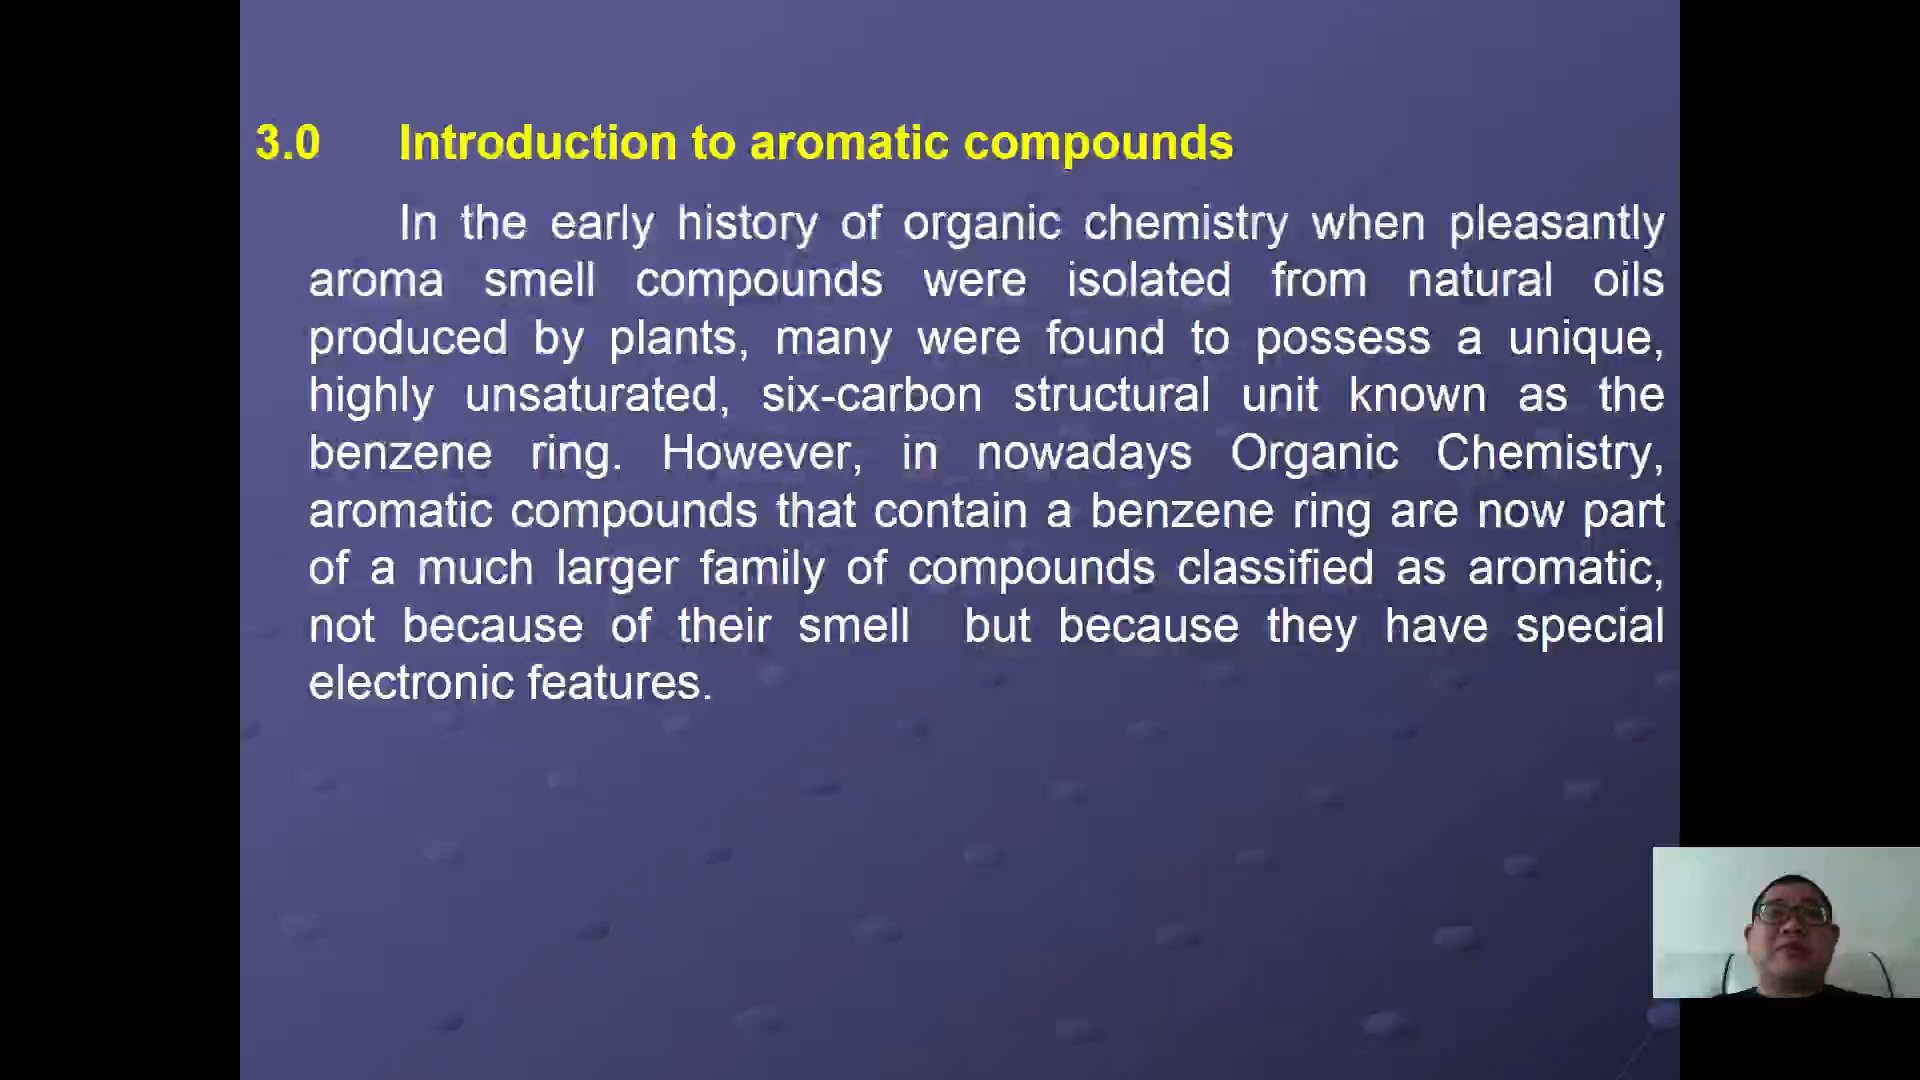 3.0 Introduction to aromatic compounds
In the early history of organic chemistry when pleasantly
aroma smell compounds were isolated from natural oils
produced by plants, many were found to possess a unique,
highly unsaturated, six-carbon structural unit known as the
benzene ring. However, in nowadays Organic Chemistry,
aromatic compounds that contain a benzene ring are now part
of a much larger family of compounds classified as aromatic,
not because of their smell but because they have special
electronic features.